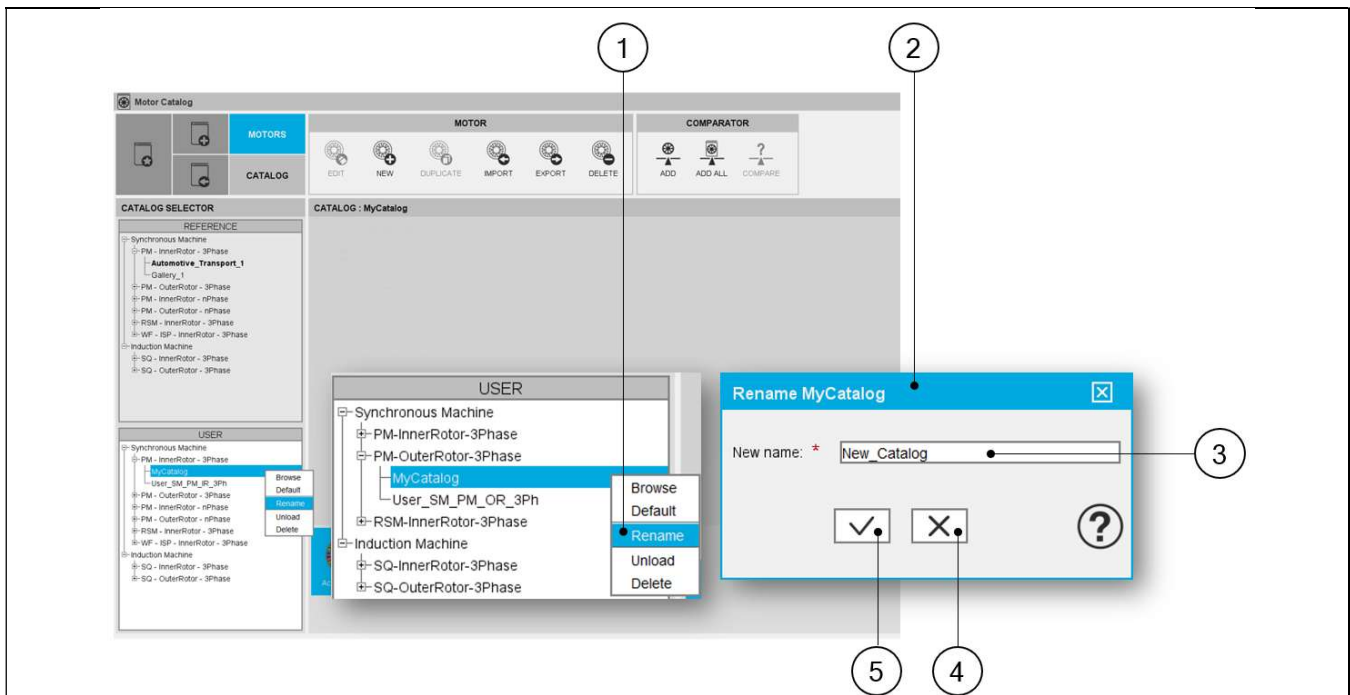 1
2
Motor Catalog
MOTORS
CATALOG
MOTOR
EDIT
NEW
DUPLICATE
IMPORT
EXPORT
DELETE
COMPARATOR
?
ADD
ADD ALL
COMPARE
CATALOG SELECTOR
REFERENCE
Synchronous Machine
PM - InnerRotor - 3Phase
Automotive_Transport_1
Gallery_1
PM - OuterRotor - 3Phase
PM - InnerRotor - nPhase
PM - OuterRotor - nPhase
RSM - InnerRotor - 3Phase
WF - ISP - InnerRotor - 3Phase
Induction Machine
SQ - InnerRotor - 3Phase
SQ - OuterRotor - 3Phase
USER
Synchronous Machine
PM - InnerRotor - 3Phase
MyCatalog
User_SM_PM_IR_3Ph
PM - OuterRotor - 3Phase
PM - InnerRotor - nPhase
PM - OuterRotor - nPhase
RSM - InnerRotor - 3Phase
WF - ISP - InnerRotor - 3Phase
Induction Machine
SQ - InnerRotor - 3Phase
SQ - OuterRotor - 3Phase
Browse
Default
Rename
Unload
Delete
CATALOG : MyCatalog
USER
Synchronous Machine
PM-InnerRotor-3Phase
PM-OuterRotor-3Phase
MyCatalog
User_SM_PM_OR_3Ph
RSM-InnerRotor-3Phase
Induction Machine
SQ-InnerRotor-3Phase
SQ-OuterRotor-3Phase
Browse
Default
Rename
Unload
Delete
Rename MyCatalog
New name: * New_Catalog
?
3
5
4